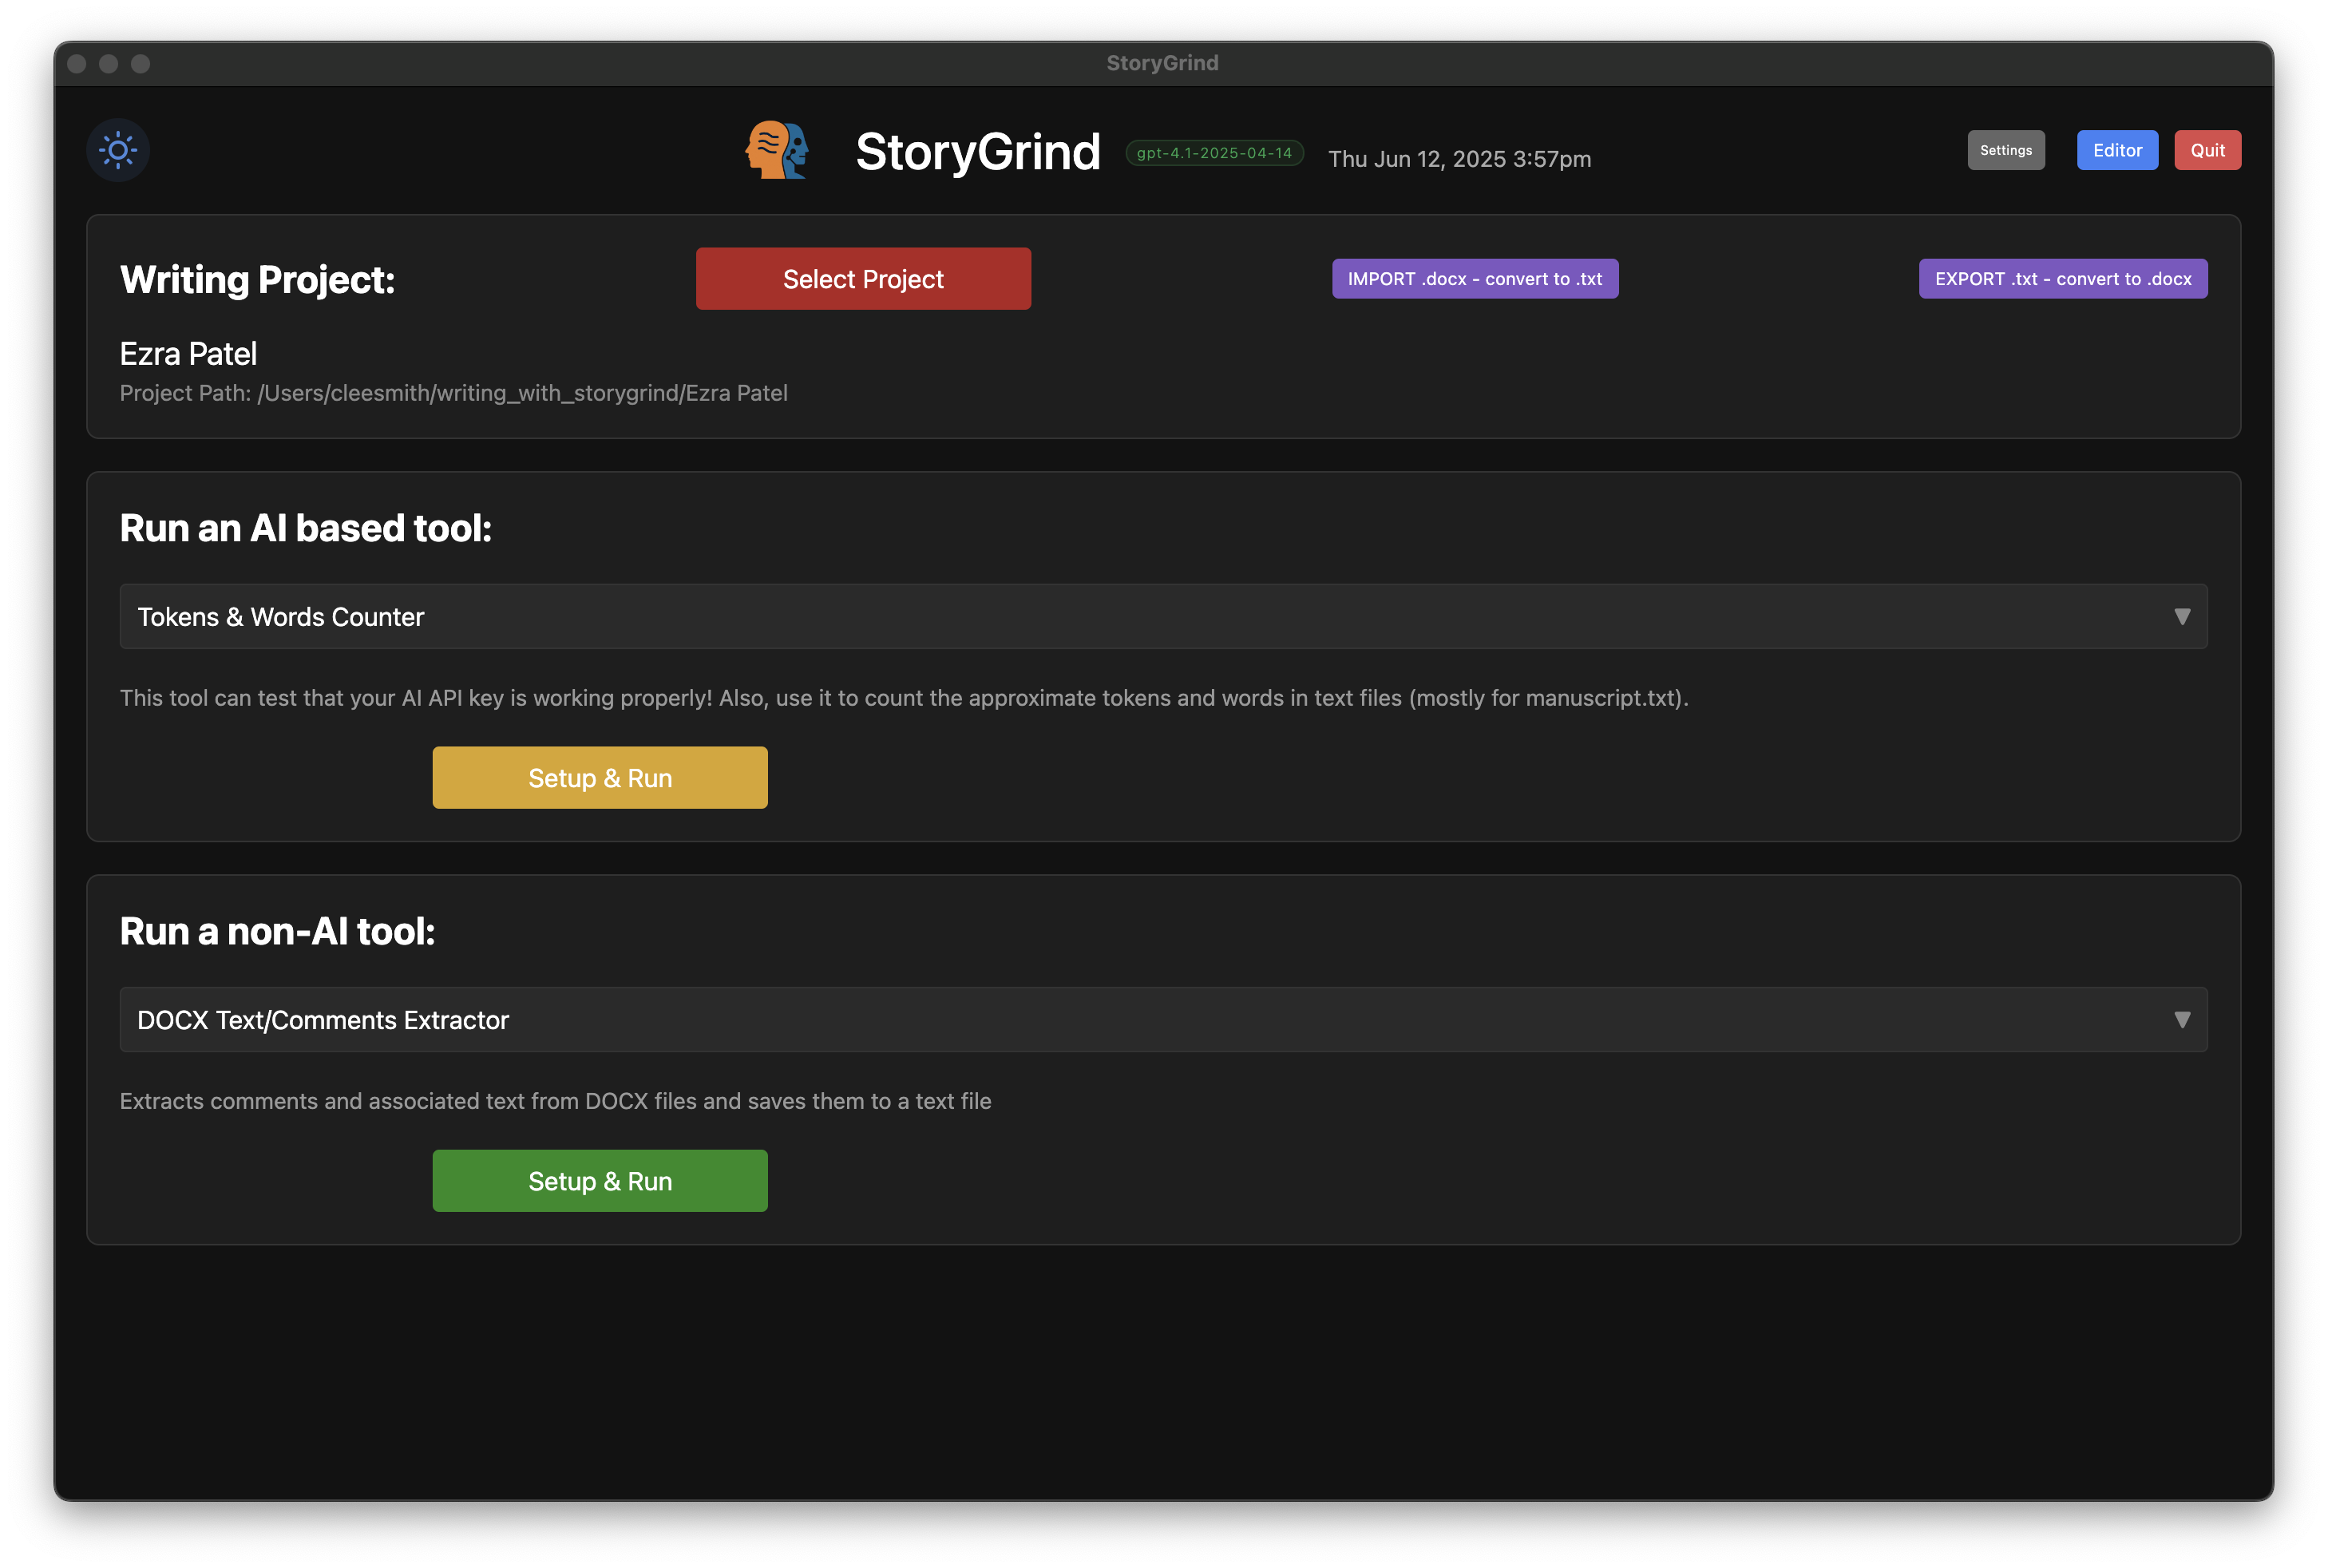 StoryGrind
StoryGrind
gpt-4.1-2025-04-14
Thu Jun 12, 2025 3:57pm
Settings
Editor
Quit
Writing Project:
Select Project
IMPORT .docx - convert to .txt
EXPORT .txt - convert to .docx
Ezra Patel
Project Path: /Users/cleesmith/writing_with_storygrind/Ezra Patel
Run an AI based tool:
Tokens & Words Counter
This tool can test that your AI API key is working properly! Also, use it to count the approximate tokens and words in text files (mostly for manuscript.txt).
Setup & Run
Run a non-AI tool:
DOCX Text/Comments Extractor
Extracts comments and associated text from DOCX files and saves them to a text file
Setup & Run